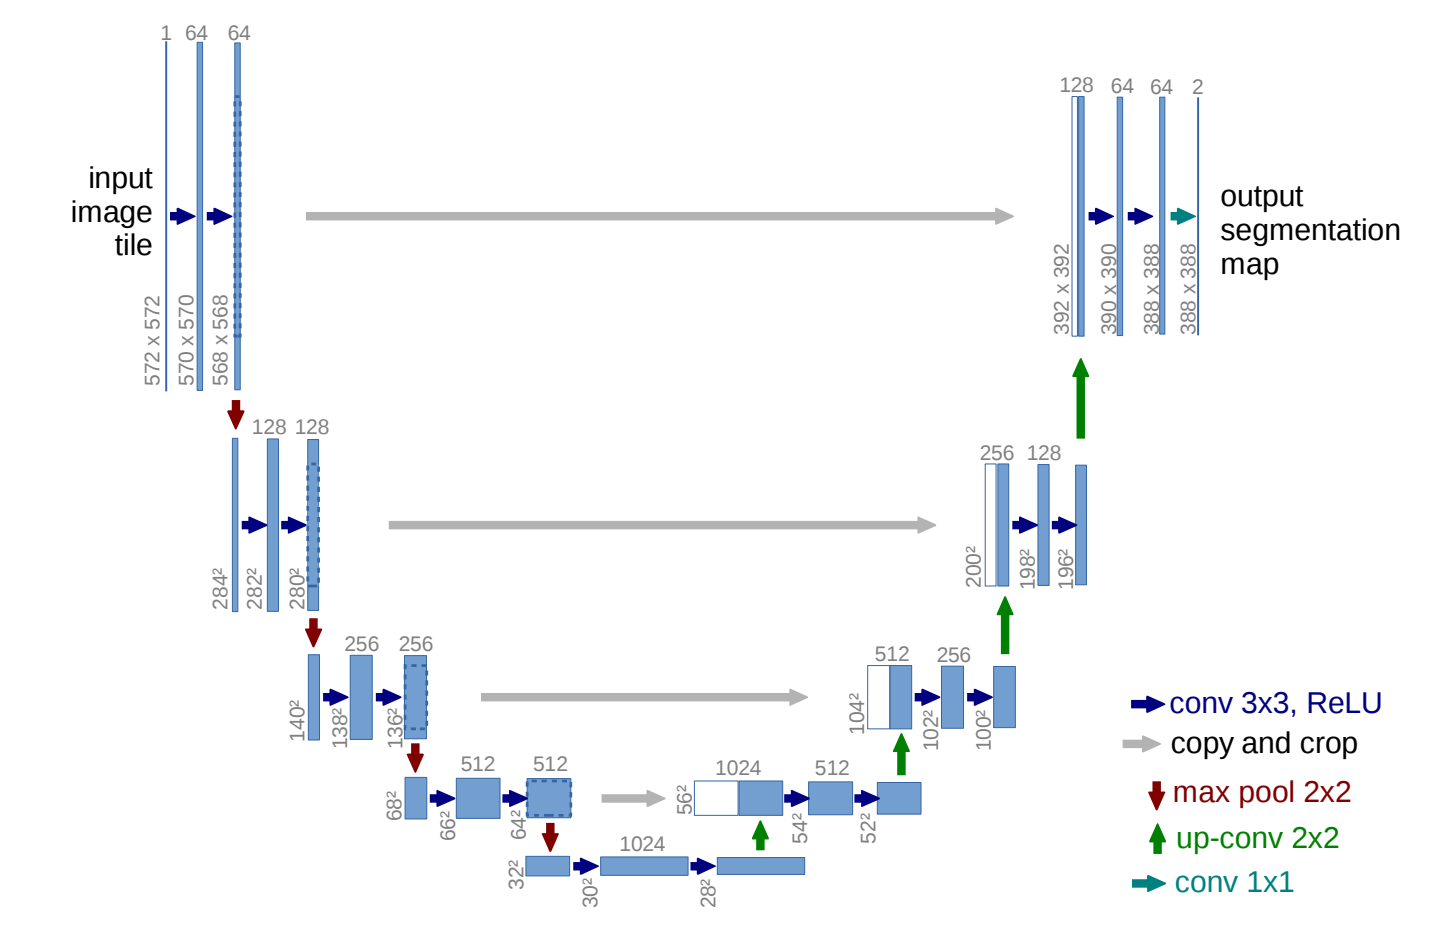 1 64 64
input
image
tile
572 x 572
570 x 570
568 x 568
128 64 64 2
output
segmentation
map
392 x 392
390 x 390
388 x 388
388 x 388
128 128
284²
282²
280²
256 128
200²
198²
196²
256 256
140²
138²
136²
512 256
104²
102²
100²
512 512
68²
66²
64²
1024 512
56²
54²
52²
1024
32²
30²
28²
conv 3x3, ReLU
copy and crop
max pool 2x2
up-conv 2x2
conv 1x1